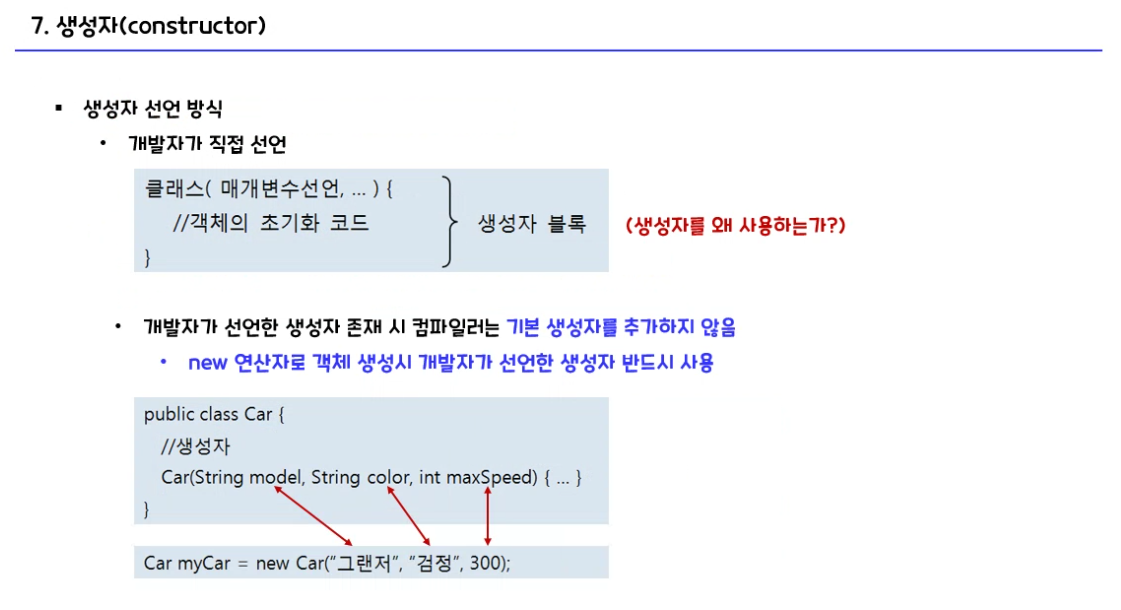 7. 생성자(constructor)
▪ 생성자 선언 방식
• 개발자가 직접 선언
클래스( 매개변수선언, ... ) {
//객체의 초기화 코드
}
생성자 블록
(생성자를 왜 사용하는가?)
• 개발자가 선언한 생성자 존재 시 컴파일러는 기본 생성자를 추가하지 않음
• new 연산자로 객체 생성시 개발자가 선언한 생성자 반드시 사용
public class Car {
//생성자
Car(String model, String color, int maxSpeed) { ... }
}
Car myCar = new Car(“그랜저”, “검정”, 300);